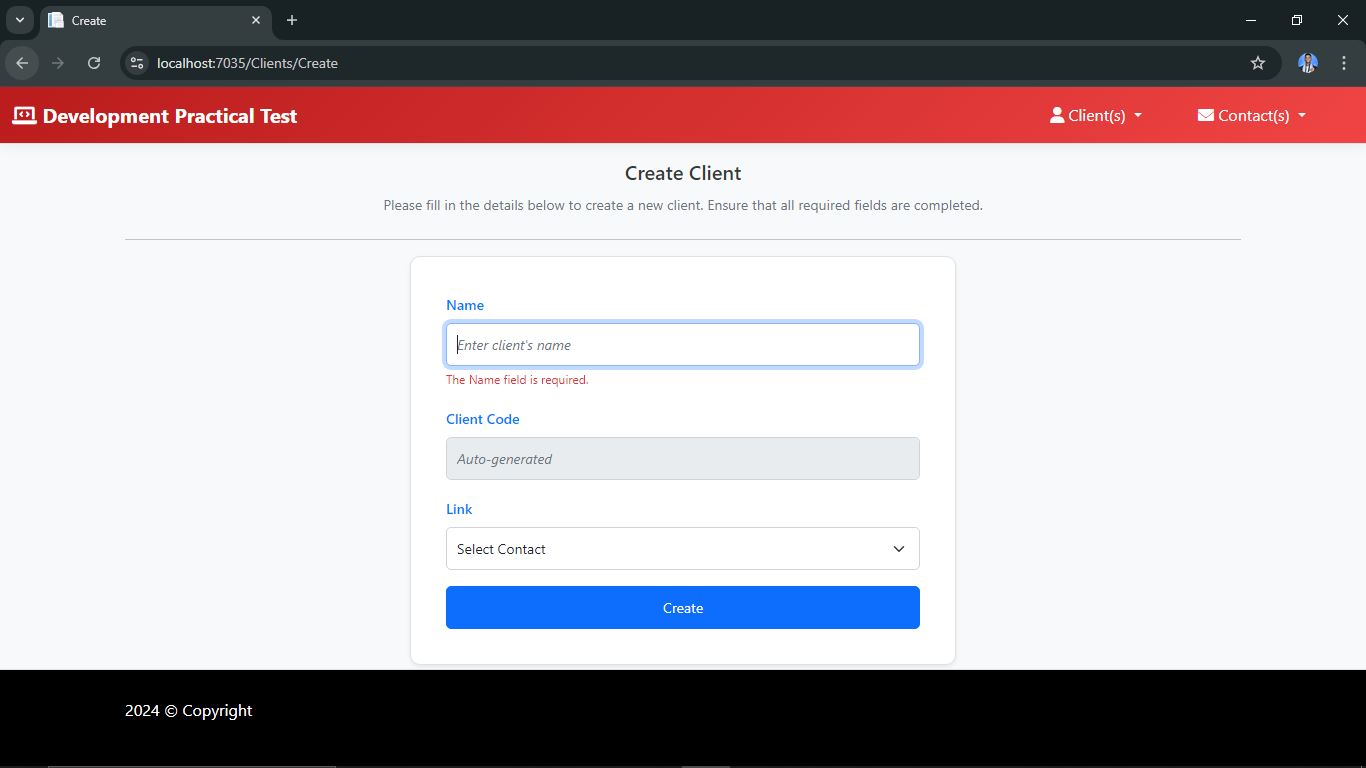 Create
localhost:7035/Clients/Create
Development Practical Test
Client(s)
Contact(s)
Create Client
Please fill in the details below to create a new client. Ensure that all required fields are completed.
Name
Enter client's name
The Name field is required.
Client Code
Auto-generated
Link
Select Contact
Create
2024 © Copyright